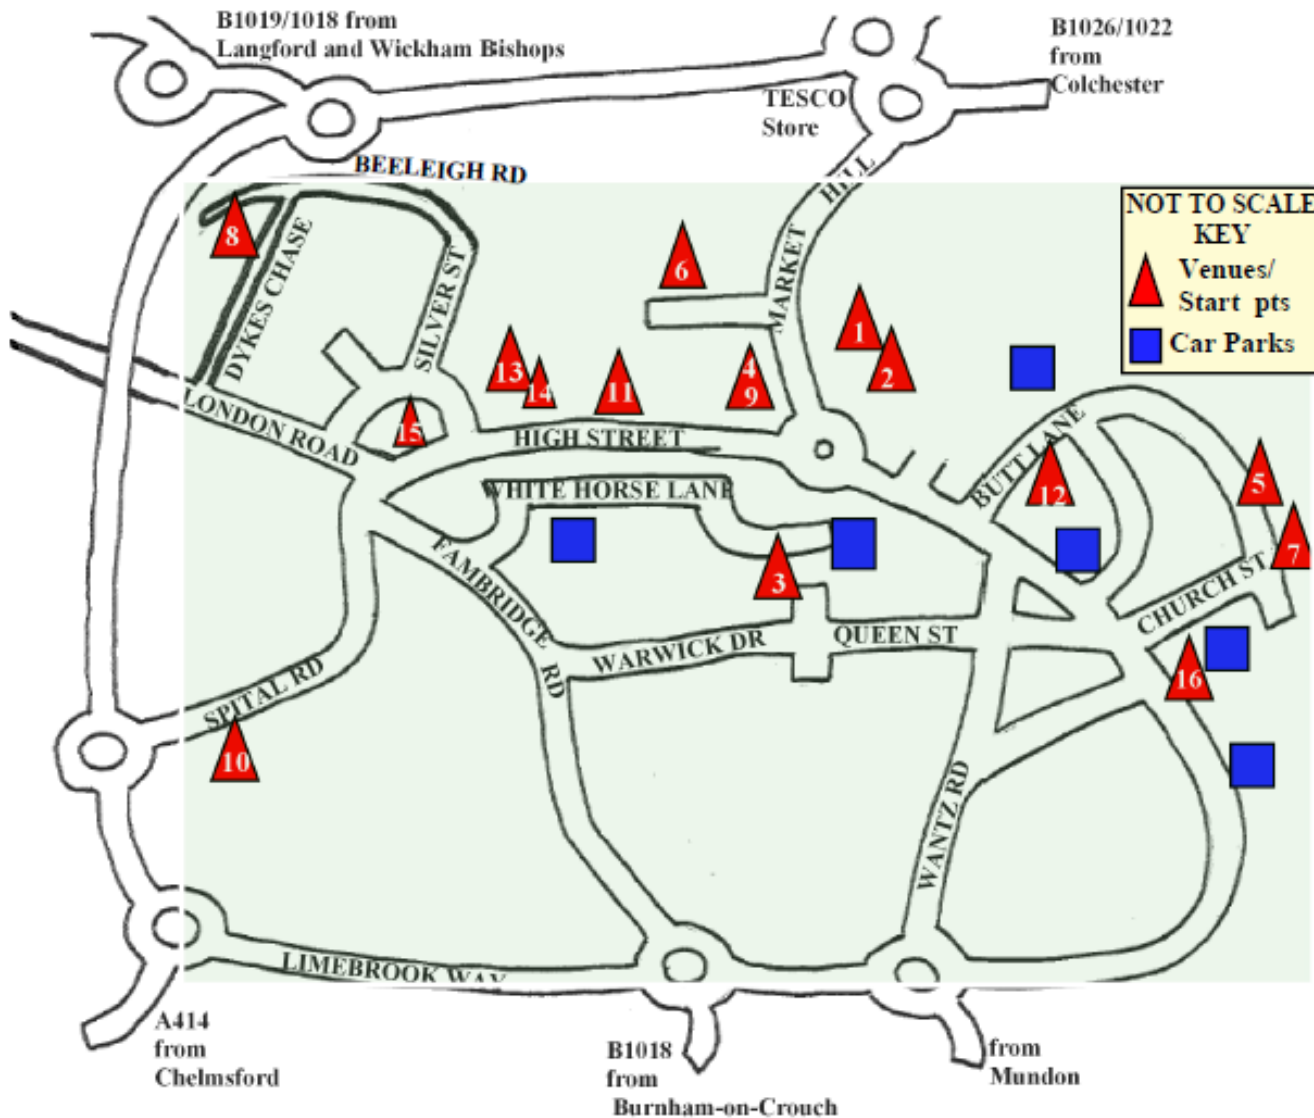 B1019/1018 from
Langford and Wickham Bishops
B1026/1022
from
Colchester
TESCO
Store
BEELEIGH RD
MARKET HILL
NOT TO SCALE
KEY
Venues/
Start pts
Car Parks
8
DYKES CHASE
SILVER ST
6
1
2
13
14
11
4
9
15
LONDON ROAD
HIGH STREET
WHITE HORSE LANE
BUTT LANE
12
5
7
3
FAMBRIDGE RD
WARWICK DR
QUEEN ST
CHURCH ST
16
SPITAL RD
10
WANTZ RD
LIMEBROOK WAY
A414
from
Chelmsford
B1018
from
Burnham-on-Crouch
from
Mundon